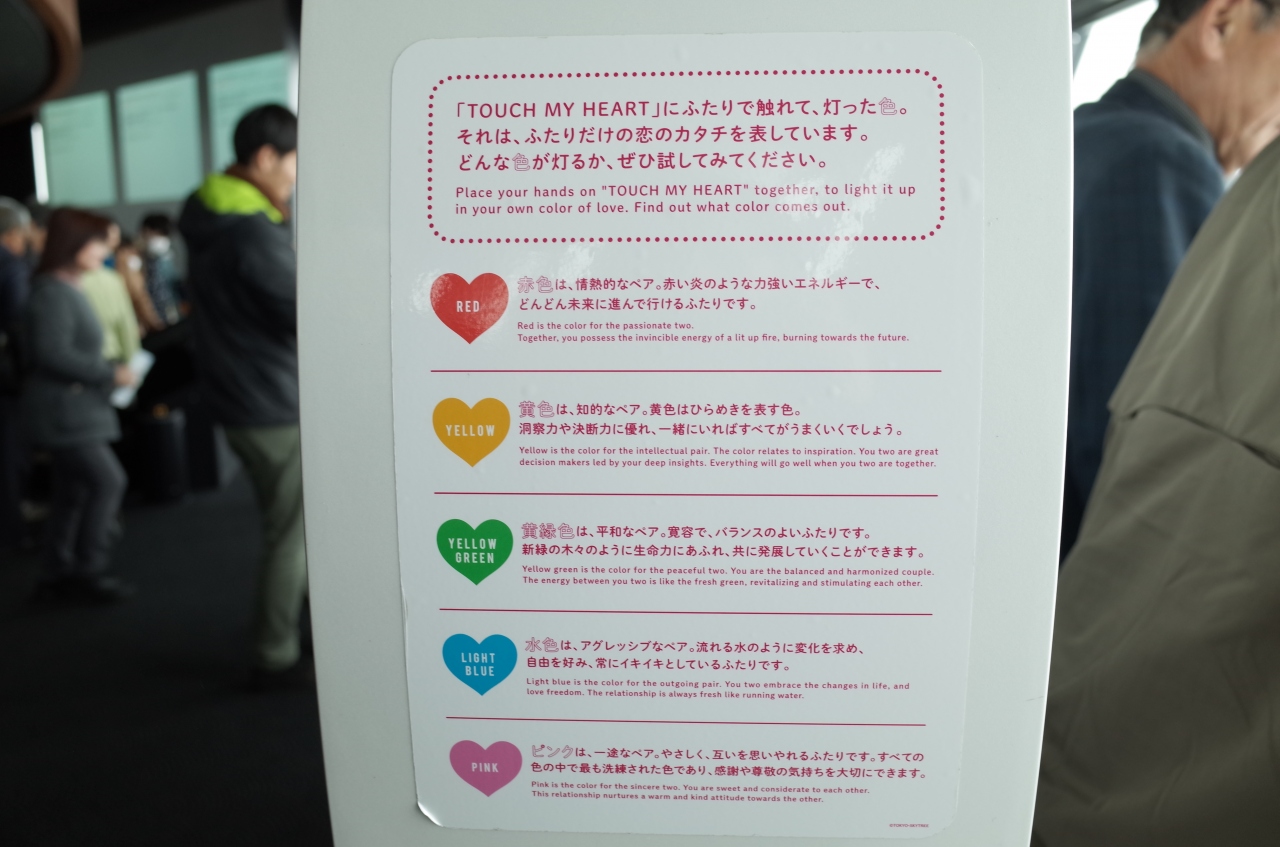 「TOUCH MY HEART」にふたりで触れて、灯った色。
それは、ふたりだけの恋のカタチを表しています。
どんな色が灯るか、ぜひ試してみてください。
Place your hands on "TOUCH MY HEART" together, to light it up
in your own color of love. Find out what color comes out.
RED
赤色は、情熱的なペア。赤い炎のような力強いエネルギーで、
どんどん未来に進んで行けるふたりです。
Red is the color for the passionate two.
Together, you possess the invincible energy of a lit up fire, burning towards the future.
YELLOW
黄色は、知的なペア。黄色はひらめきを表す色。
洞察力や決断力に優れ、一緒にいればすべてがうまくいくでしょう。
Yellow is the color for the intellectual pair. The color relates to inspiration. You two are great
decision makers led by your deep insights. Everything will go well when you two are together.
YELLOW
GREEN
黄緑色は、平和なペア。寛容で、バランスのよいふたりです。
新緑の木々のように生命力にあふれ、共に発展していくことができます。
Yellow green is the color for the peaceful two. You are the balanced and harmonized couple.
The energy between you two is like the fresh green, revitalizing and stimulating each other.
LIGHT
BLUE
水色は、アグレッシブなペア。流れる水のように変化を求め、
自由を好み、常にイキイキとしているふたりです。
Light blue is the color for the outgoing pair. You two embrace the changes in life, and
love freedom. The relationship is always fresh like running water.
PINK
ピンクは、一途なペア。やさしく、互いを思いやれるふたりです。すべての
色の中で最も洗練された色であり、感謝や尊敬の気持ちを大切にできます。
Pink is the color for the sincere two. You are sweet and considerate to each other.
This relationship nurtures a warm and kind attitude towards the other.
©TOKYO-SKYTREE